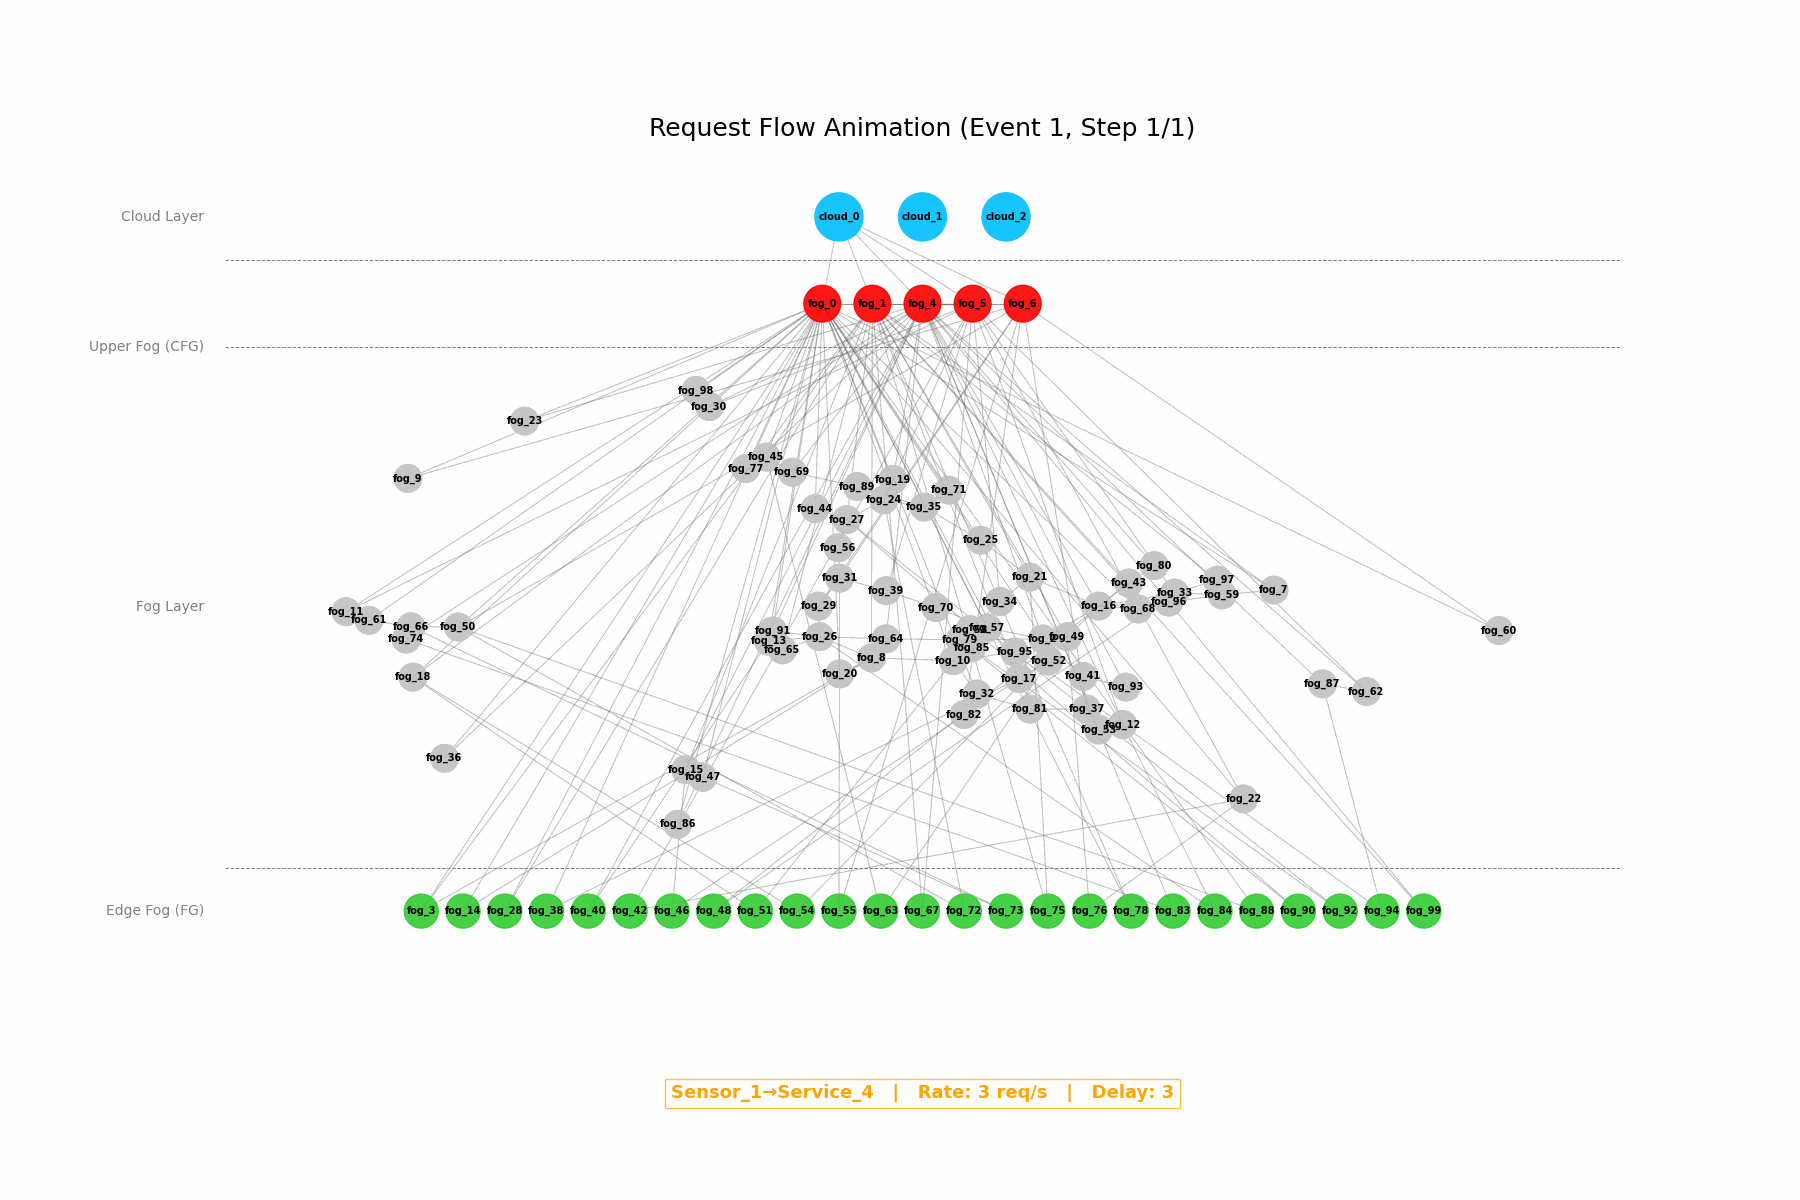 Request Flow Animation (Event 1, Step 1/1)
Cloud Layer
cloud_0
cloud_1
cloud_2
fog_0
fog_1
fog_4
fog_5
fog_6
Upper Fog (CFG)
fog_98
fog_30
fog_23
fog_9
fog_45
fog_77
fog_69
fog_89
fog_19
fog_71
fog_24
fog_35
fog_44
fog_27
fog_25
fog_56
fog_31
fog_21
fog_80
fog_43
fog_97
fog_7
fog_39
fog_33
fog_59
fog_96
fog_34
fog_29
fog_70
fog_16
fog_68
Fog Layer
fog_11
fog_61
fog_66
fog_50
fog_74
fog_91
fog_13
fog_65
fog_26
fog_64
fog_57
fog_79
fog_85
fog_49
fog_95
fog_52
fog_10
fog_8
fog_60
fog_18
fog_20
fog_17
fog_41
fog_93
fog_87
fog_62
fog_32
fog_82
fog_81
fog_37
fog_12
fog_53
fog_36
fog_15
fog_47
fog_22
fog_86
Edge Fog (FG)
fog_3
fog_14
fog_28
fog_38
fog_40
fog_42
fog_46
fog_48
fog_51
fog_54
fog_55
fog_63
fog_67
fog_72
fog_73
fog_75
fog_76
fog_78
fog_83
fog_84
fog_88
fog_90
fog_92
fog_94
fog_99
Sensor_1→Service_4 | Rate: 3 req/s | Delay: 3